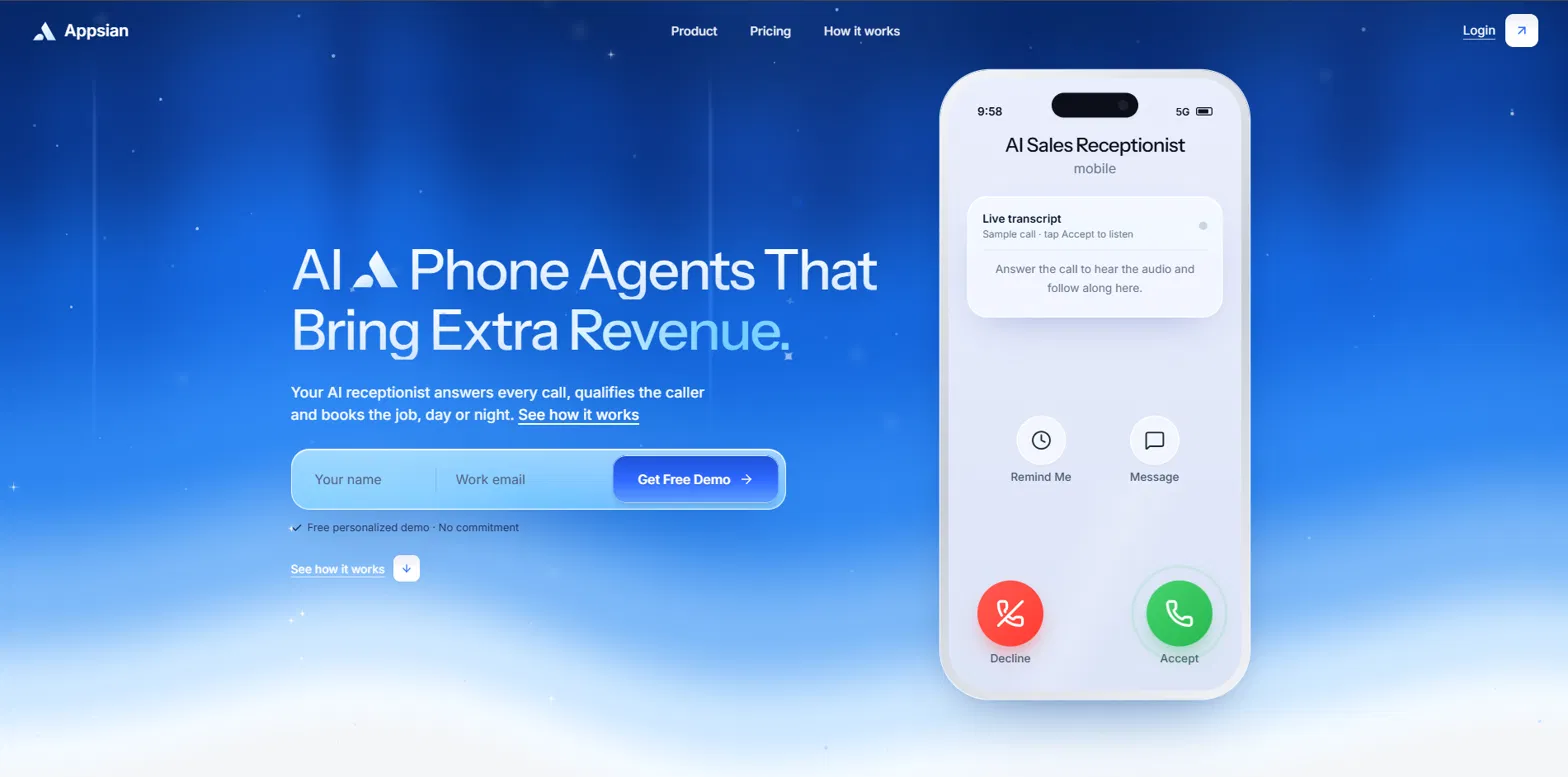 Appsian
Product
Pricing
How it works
Login
AI Phone Agents That
Bring Extra Revenue.
Your AI receptionist answers every call, qualifies the caller
and books the job, day or night. See how it works
Your name
Work email
Get Free Demo
Free personalized demo · No commitment
See how it works
9:58
5G
AI Sales Receptionist
mobile
Live transcript
Sample call · tap Accept to listen
Answer the call to hear the audio and
follow along here.
Remind Me
Message
Decline
Accept